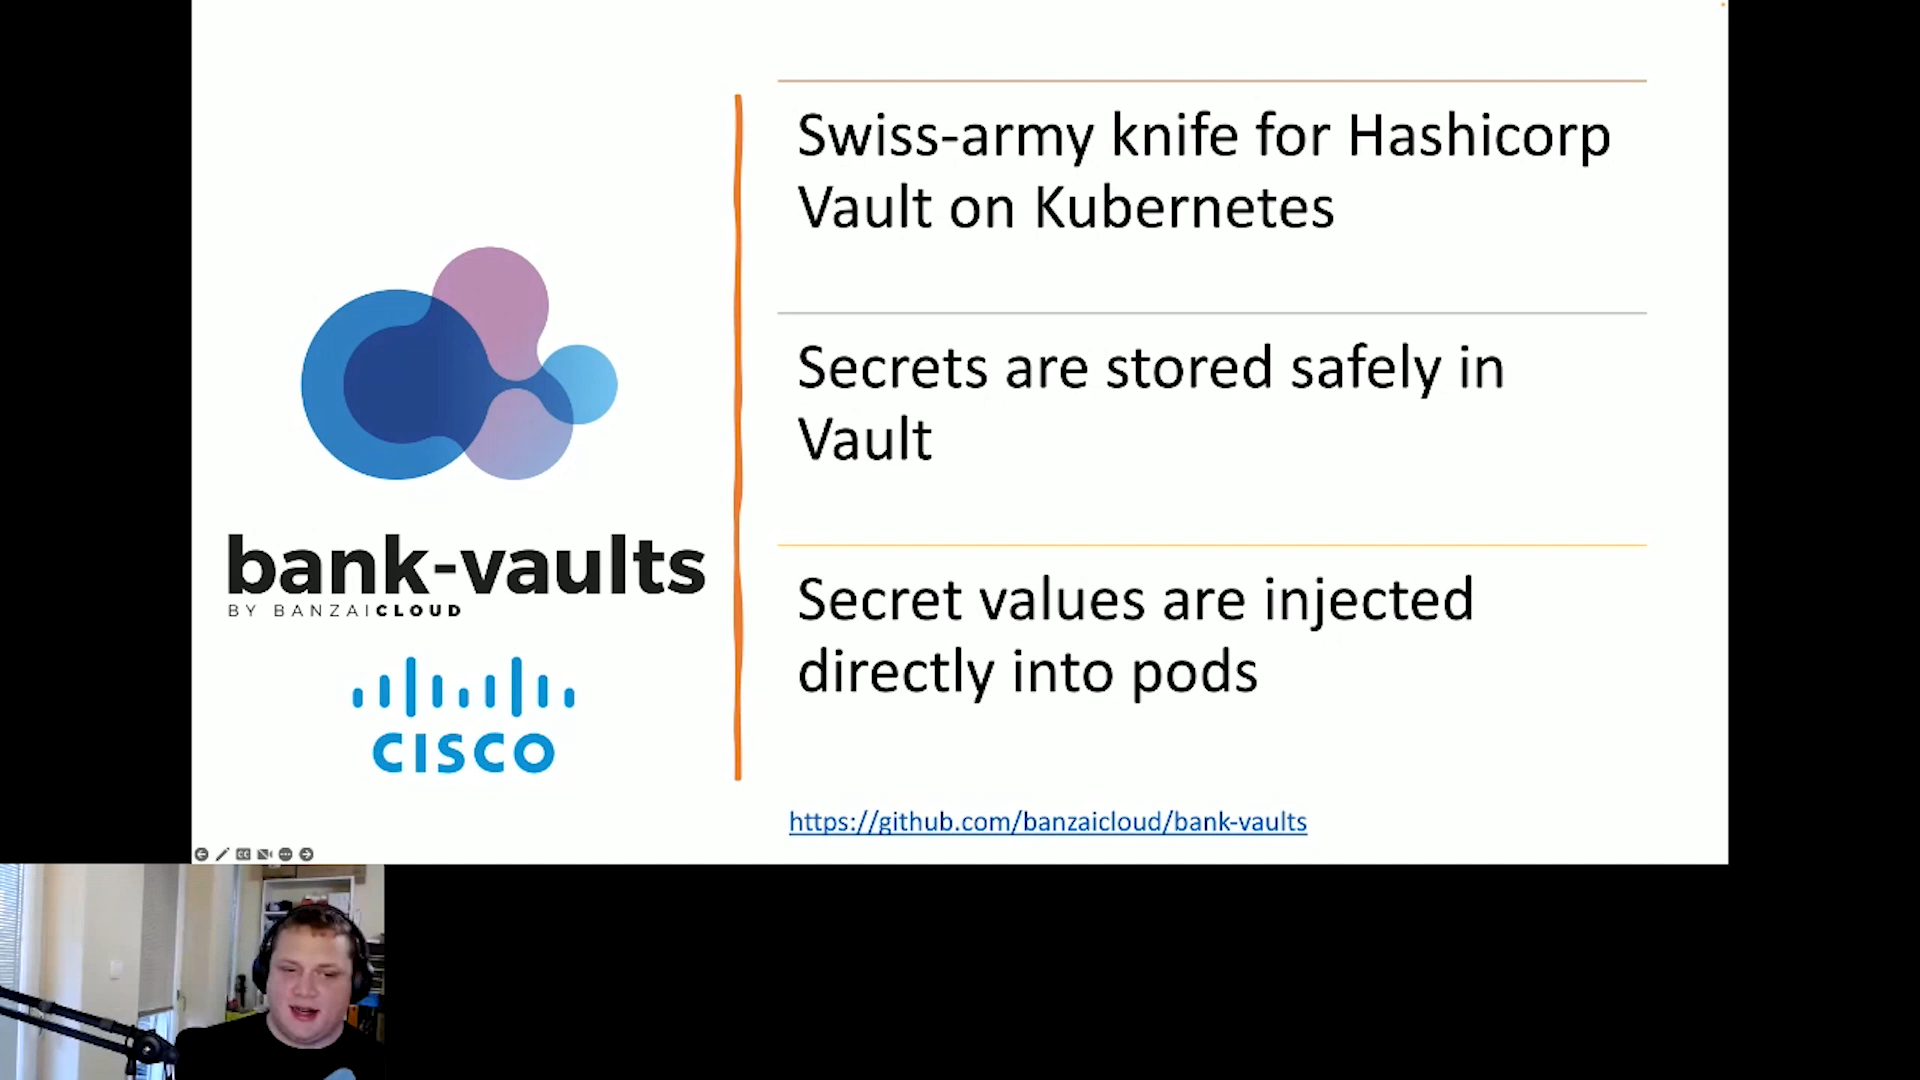 Swiss-army knife for Hashicorp
Vault on Kubernetes
Secrets are stored safely in
Vault
Secret values are injected
directly into pods
bank-vaults
BY BANZAICLOUD
CISCO
https://github.com/banzaicloud/bank-vaults